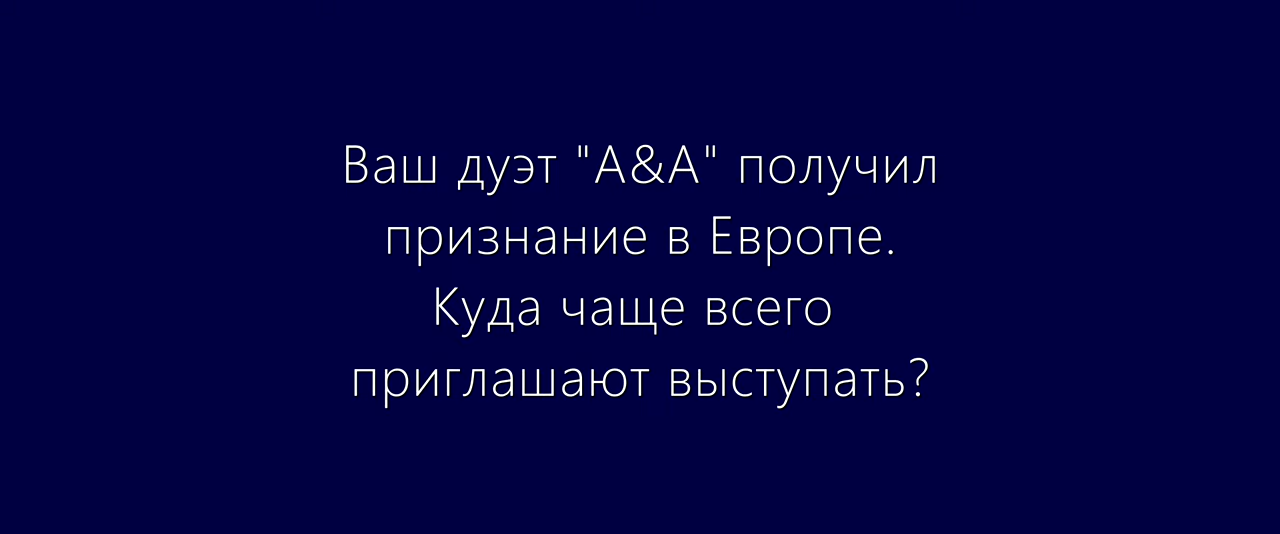 Ваш дуэт "А&А" получил
признание в Европе.
Куда чаще всего
приглашают выступать?